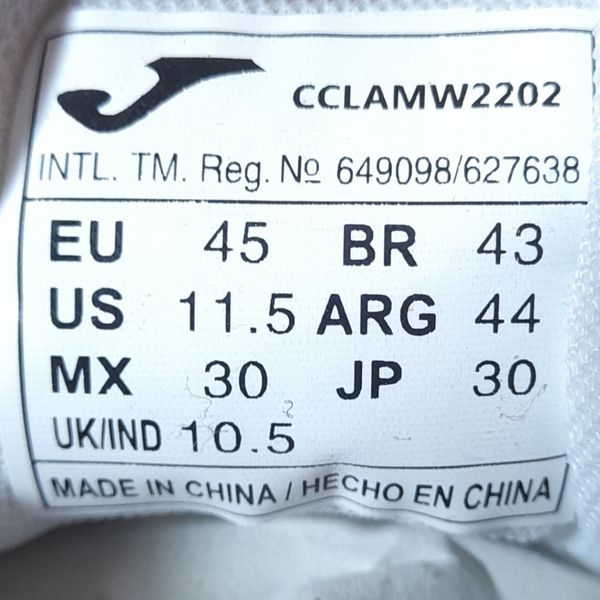 CCLAMW2202
INTL. TM. Reg. Nº 649098/627638
EU 45 BR 43
US 11.5 ARG 44
MX 30 JP 30
UK/IND 10.5
MADE IN CHINA / HECHO EN CHINA